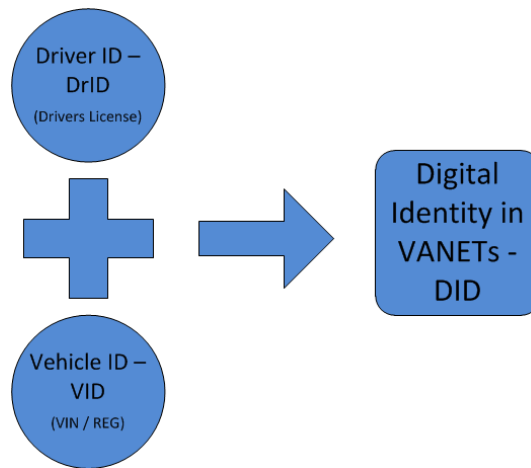 Driver ID –
DrID
(Drivers License)
Digital
Identity in
VANETs -
DID
Vehicle ID –
VID
(VIN / REG)